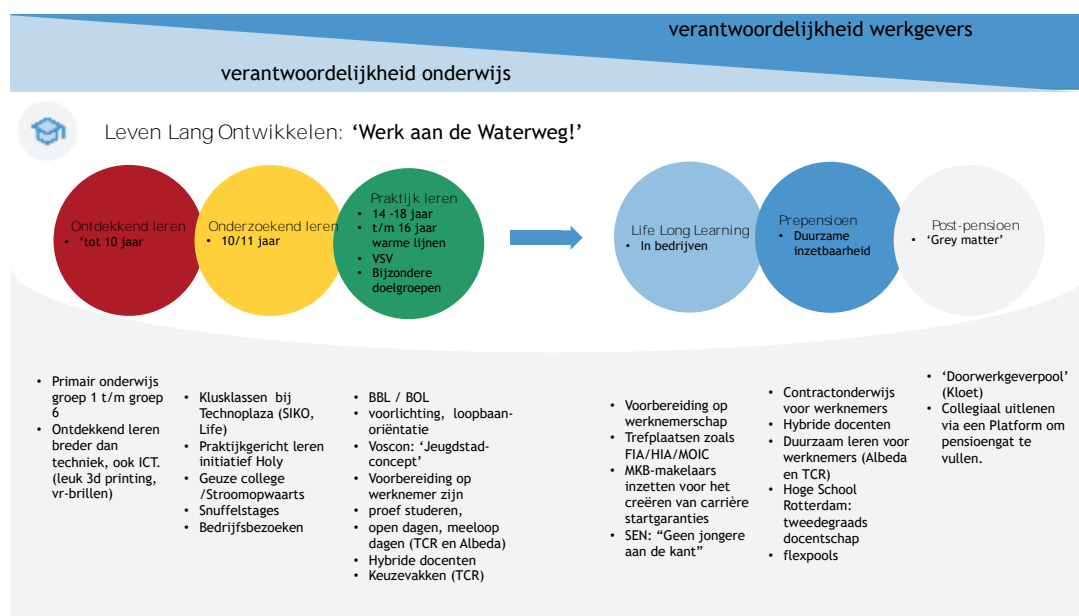 verantwoordelijkheid werkgevers
verantwoordelijkheid onderwijs
Leven Lang Ontwikkelen: ‘Werk aan de Waterweg!’
Ontdekkend leren
• ‘tot 10 jaar
Onderzoekend leren
• 10/11 jaar
Praktijk leren
• 14 -18 jaar
• t/m 16 jaar
warme lijnen
• VSV
• Bijzondere
doelgroepen
Life Long Learning
• In bedrijven
Prepensioen
• Duurzame
inzetbaarheid
Post-pensioen
• ‘Grey matter’
• Primair onderwijs
groep 1 t/m groep
6
• Ontdekkend leren
breder dan
techniek, ook ICT.
(leuk 3d printing,
vr-brillen)
• Klusklassen bij
Technoplaza (SIKO,
Life)
• Praktijkgericht leren
initiatief Holy
• Geuze college
/Stroomopwaarts
• Snuffelstages
• Bedrijfsbezoeken
• BBL / BOL
• voorlichting, loopbaan-
oriëntatie
• Voscon: ‘Jeugdstad-
concept’
• Voorbereiding op
werknemer zijn
• proef studeren,
• open dagen, meeloop
dagen (TCR en Albeda)
• Hybride docenten
• Keuzevakken (TCR)
• Voorbereiding op
werknemerschap
• Trefplaatsen zoals
FIA/HIA/MOIC
• MKB-makelaars
inzetten voor het
creëren van carrière
startgaranties
• SEN: “Geen jongere
aan de kant”
• Contractonderwijs
voor werknemers
• Hybride docenten
• Duurzaam leren voor
werknemers (Albeda
en TCR)
• Hoge School
Rotterdam:
tweedegraads
docentschap
• flexpools
• ‘Doorwerkgeverpool’
(Kloet)
• Collegiaal uitlenen
via een Platform om
pensioengat te
vullen.